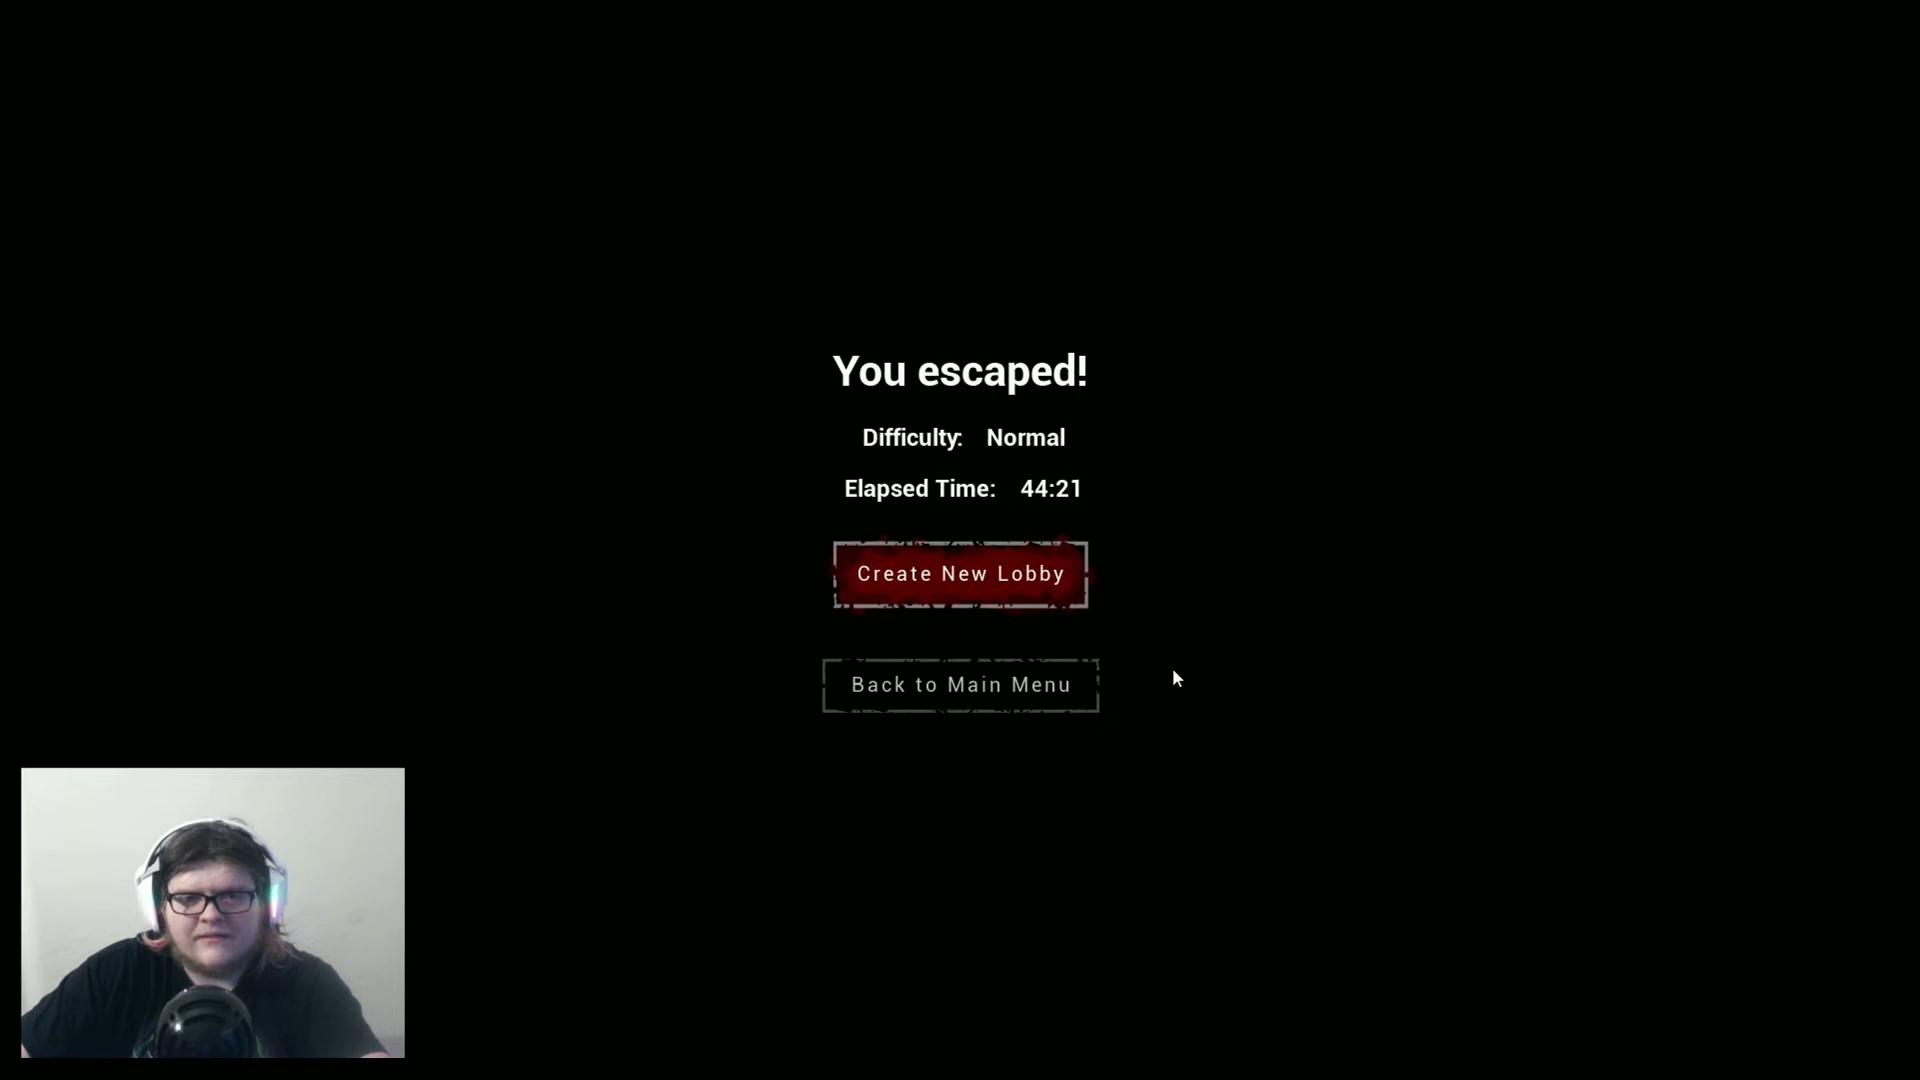 You escaped!
Difficulty: Normal
Elapsed Time: 44:21
Create New Lobby
Back to Main Menu